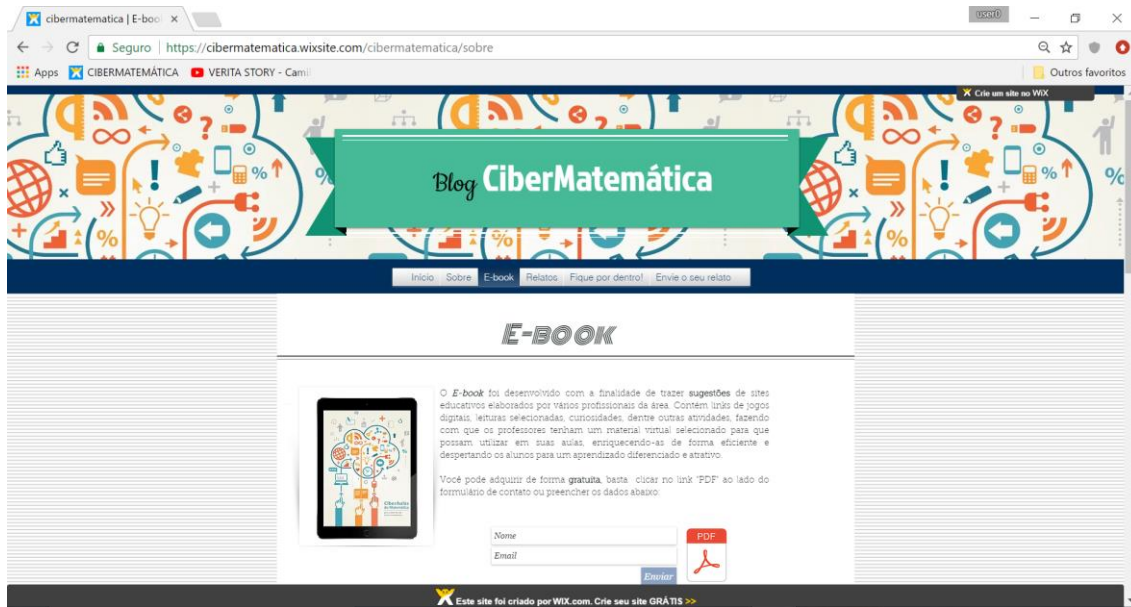 cibermatematica | E-boo
user0
Seguro | https://cibermatematica.wixsite.com/cibermatematica/sobre
Apps CIBERMATEMÁTICA VERITA STORY - Cami
Outros favoritos
Crie um site no WiX
Blog CiberMatemática
Início Sobre E-book Relatos Fique por dentro! Envie o seu relato
E-BOOK
O E-book foi desenvolvido com a finalidade de trazer sugestões de sites
educativos elaborados por vários profissionais da área. Contém links de jogos
digitais, leituras selecionadas, curiosidades, dentre outras atividades, fazendo
com que os professores tenham um material virtual selecionado para que
possam utilizar em suas aulas, enriquecendo-as de forma eficiente e
despertando os alunos para um aprendizado diferenciado e atrativo.
Você pode adquirir de forma gratuita, basta clicar no link "PDF" ao lado do
formulário de contato ou preencher os dados abaixo:
Nome
Email
Enviar
PDF
Este site foi criado por WIX.com. Crie seu site GRÁTIS >>